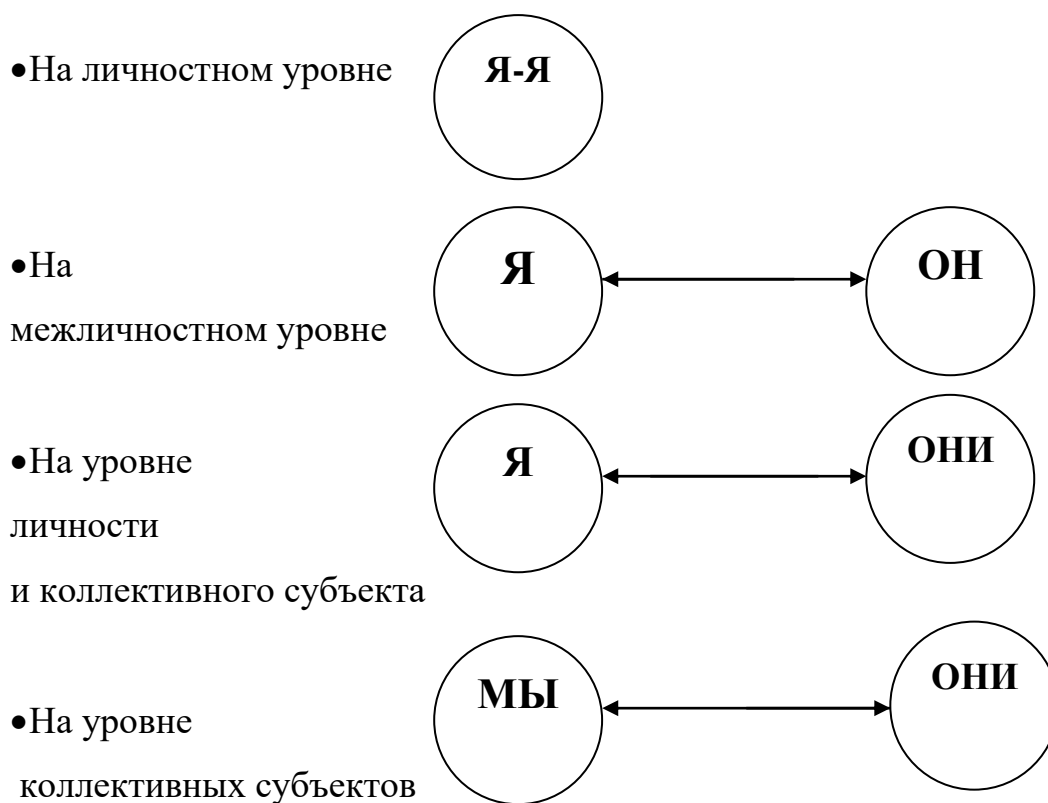 •На личностном уровне
Я-Я
•На
Я
ОН
межличностном уровне
•На уровне
Я
ОНИ
личности
и коллективного субъекта
МЫ
ОНИ
•На уровне
коллективных субъектов